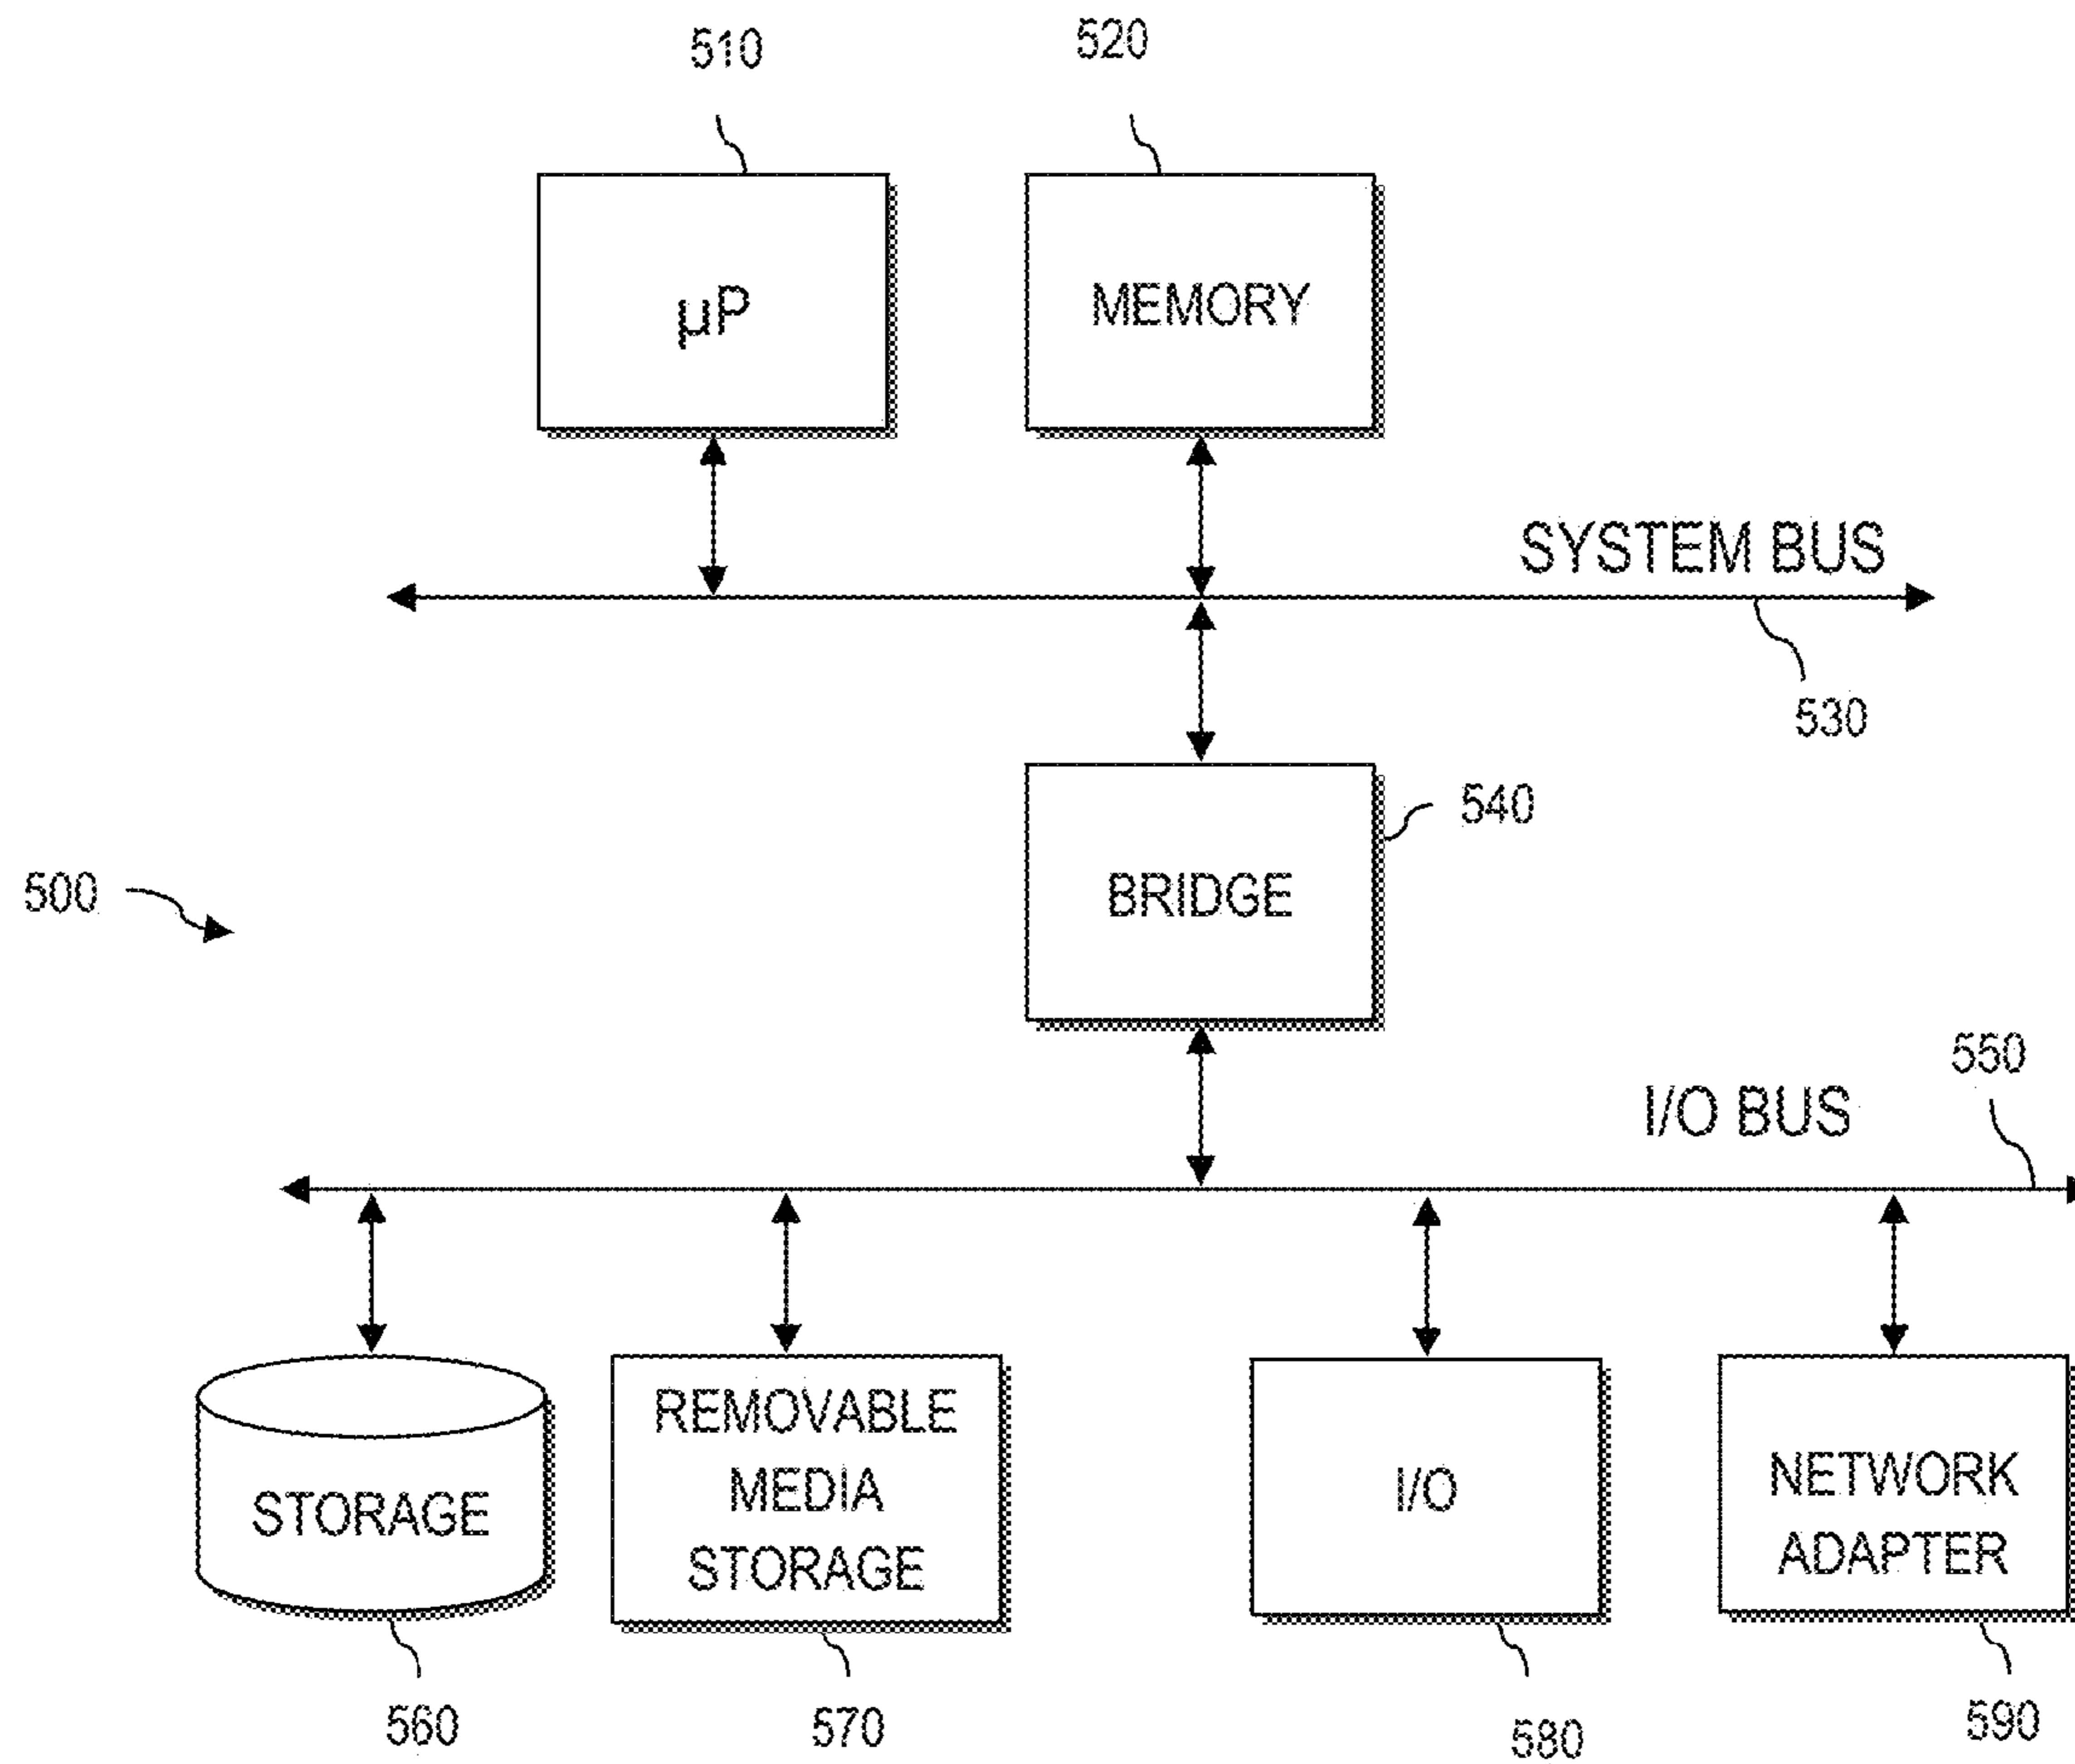 510
520
µP
MEMORY
SYSTEM BUS
530
540
BRIDGE
500
550
I/O BUS
REMOVABLE
MEDIA
STORAGE
STORAGE
I/O
NETWORK
ADAPTER
560
570
580
590